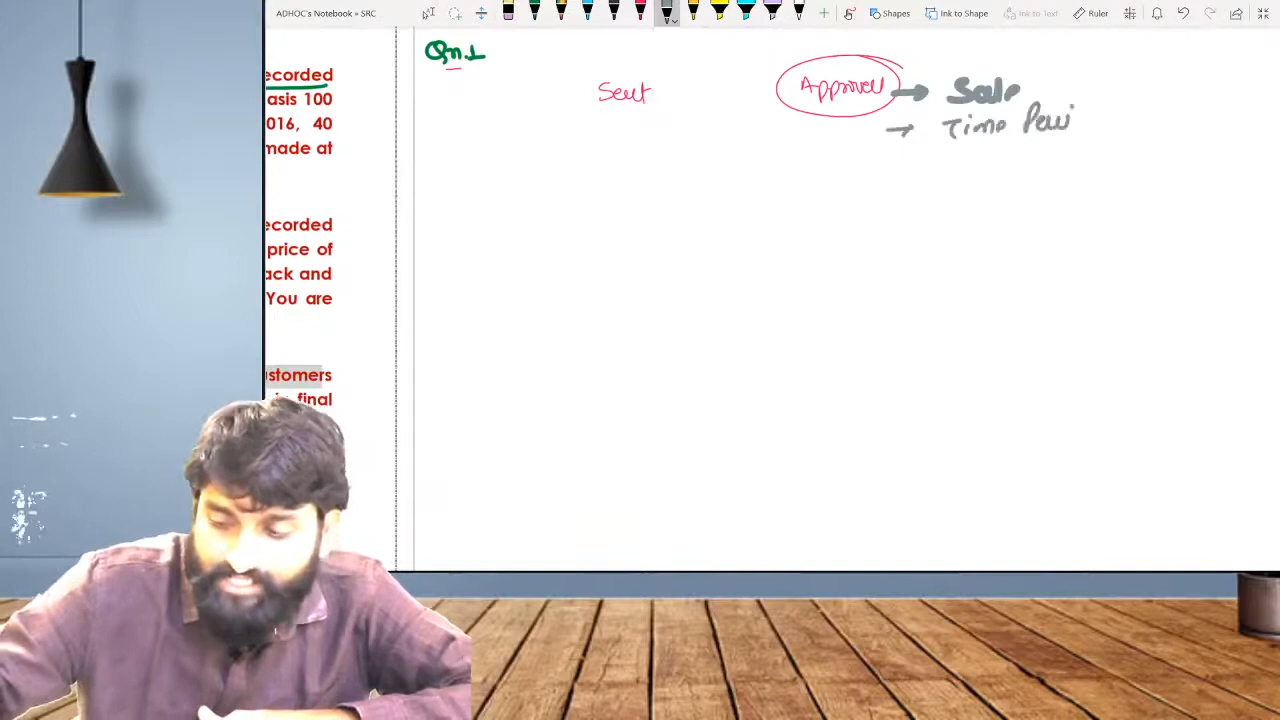 ADHOC's Notebook » SRC
Shapes
Ink to Shape
Ink to Text
Ruler
Qn.1
ecorded
asis 100
016, 40
made at
Sent
Approval → Sale
→ Time Peri
ecorded
price of
ack and
You are
ustomers
final